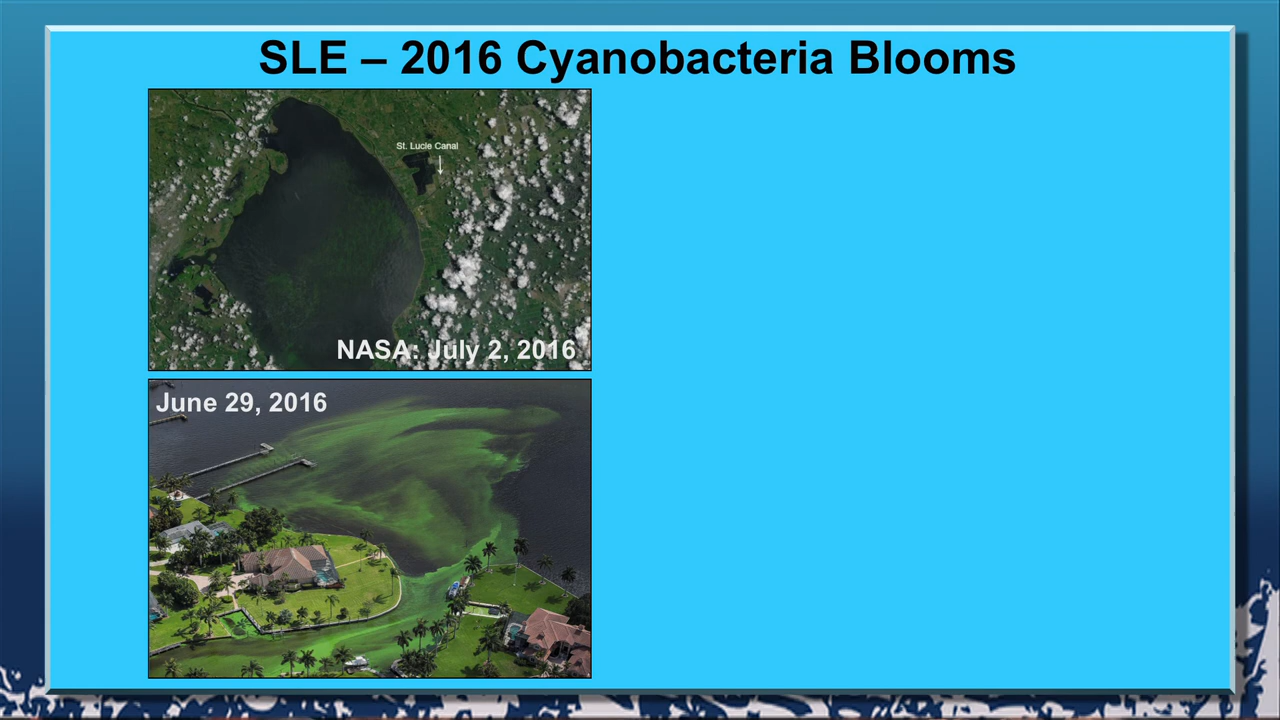 SLE – 2016 Cyanobacteria Blooms
St. Lucie Canal
NASA: July 2, 2016
June 29, 2016